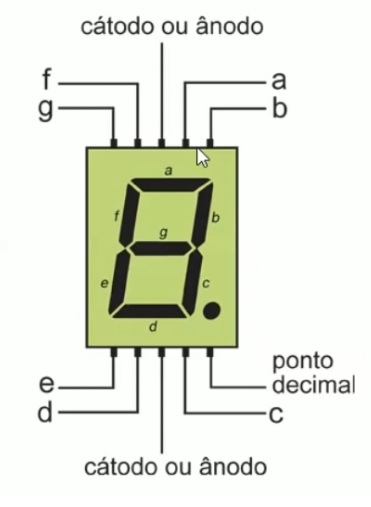 cátodo ou ânodo
f
a
g
b
a
f
b
g
e
c
d
ponto
e
decimal
d
c
cátodo ou ânodo